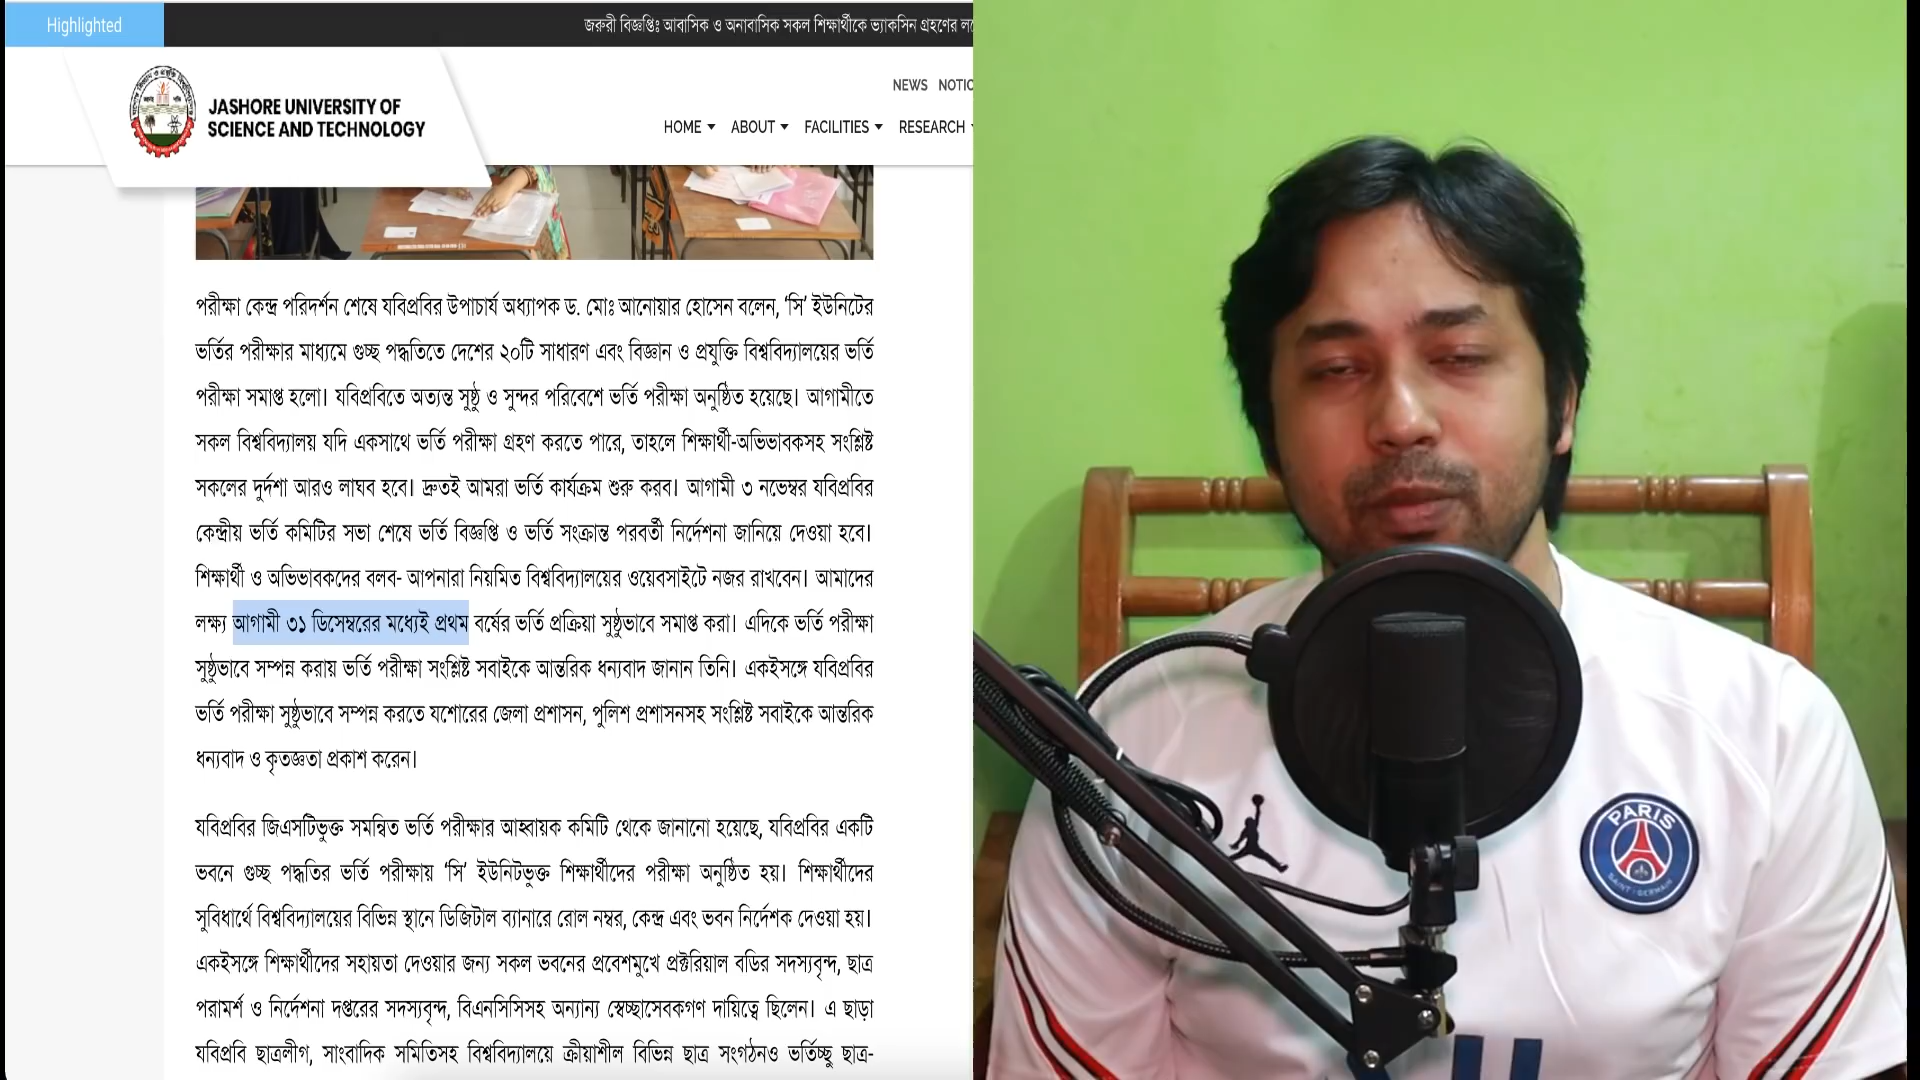 Highlighted
জরুরী বিজ্ঞপ্তিঃ আবাসিক ও অনাবাসিক সকল শিক্ষার্থীকে ভ্যাকসিন গ্রহণের
NEWS
JASHORE UNIVERSITY OF
SCIENCE AND TECHNOLOGY
HOME ABOUT FACILITIES RESEARCH
পরীক্ষা কেন্দ্র পরিদর্শন শেষে যবিপ্রবির উপাচার্য অধ্যাপক ড. মোঃ আনোয়ার হোসেন বলেন, ‘সি’ ইউনিটের
ভর্তির পরীক্ষার মাধ্যমে গুচ্ছ পদ্ধতিতে দেশের ২০টি সাধারণ এবং বিজ্ঞান ও প্রযুক্তি বিশ্ববিদ্যালয়ের ভর্তি
পরীক্ষা সমাপ্ত হলো। যবিপ্রবিতে অত্যন্ত সুষ্ঠু ও সুন্দর পরিবেশে ভর্তি পরীক্ষা অনুষ্ঠিত হয়েছে। আগামীতে
সকল বিশ্ববিদ্যালয় যদি একসাথে ভর্তি পরীক্ষা গ্রহণ করতে পারে, তাহলে শিক্ষার্থী-অভিভাবকসহ সংশ্লিষ্ট
সকলের দুর্দশা আরও লাঘব হবে। দ্রুতই আমরা ভর্তি কার্যক্রম শুরু করব। আগামী ৩ নভেম্বর যবিপ্রবির
কেন্দ্রীয় ভর্তি কমিটির সভা শেষে ভর্তি বিজ্ঞপ্তি ও ভর্তি সংক্রান্ত পরবর্তী নির্দেশনা জানিয়ে দেওয়া হবে।
শিক্ষার্থী ও অভিভাবকদের বলব- আপনারা নিয়মিত বিশ্ববিদ্যালয়ের ওয়েবসাইটে নজর রাখবেন। আমাদের
লক্ষ্য আগামী ৩১ ডিসেম্বরের মধ্যেই প্রথম বর্ষের ভর্তি প্রক্রিয়া সুষ্ঠুভাবে সমাপ্ত করা। এদিকে ভর্তি পরীক্ষা
সুষ্ঠুভাবে সম্পন্ন করায় ভর্তি পরীক্ষা সংশ্লিষ্ট সবাইকে আন্তরিক ধন্যবাদ জানান তিনি। একইসঙ্গে যবিপ্রবির
ভর্তি পরীক্ষা সুষ্ঠুভাবে সম্পন্ন করতে যশোরের জেলা প্রশাসন, পুলিশ প্রশাসনসহ সংশ্লিষ্ট সবাইকে আন্তরিক
ধন্যবাদ ও কৃতজ্ঞতা প্রকাশ করেন।
যবিপ্রবির জিএসটিভুক্ত সমন্বিত ভর্তি পরীক্ষার আহ্বায়ক কমিটি থেকে জানানো হয়েছে, যবিপ্রবির একটি
ভবনে গুচ্ছ পদ্ধতির ভর্তি পরীক্ষায় ‘সি’ ইউনিটভুক্ত শিক্ষার্থীদের পরীক্ষা অনুষ্ঠিত হয়। শিক্ষার্থীদের
সুবিধার্থে বিশ্ববিদ্যালয়ের বিভিন্ন স্থানে ডিজিটাল ব্যানারে রোল নম্বর, কেন্দ্র এবং ভবন নির্দেশক দেওয়া হয়।
একইসঙ্গে শিক্ষার্থীদের সহায়তা দেওয়ার জন্য সকল ভবনের প্রবেশমুখে প্রক্টরিয়াল বডির সদস্যবৃন্দ, ছাত্র
পরামর্শ ও নির্দেশনা দপ্তরের সদস্যবৃন্দ, বিএনসিসিসহ অন্যান্য স্বেচ্ছাসেবকগণ দায়িত্বে ছিলেন। এ ছাড়া
যবিপ্রবি ছাত্রলীগ, সাংবাদিক সমিতিসহ বিশ্ববিদ্যালয়ে ক্রীয়াশীল বিভিন্ন ছাত্র সংগঠনও ভর্তিচ্ছু ছাত্র-
PARIS
SAINT-GERMAIN